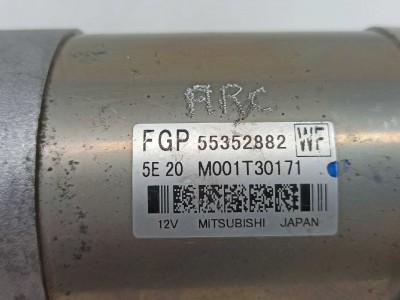 ARC
FGP 55352882 WF
5E 20 M001T30171
12V MITSUBISHI JAPAN